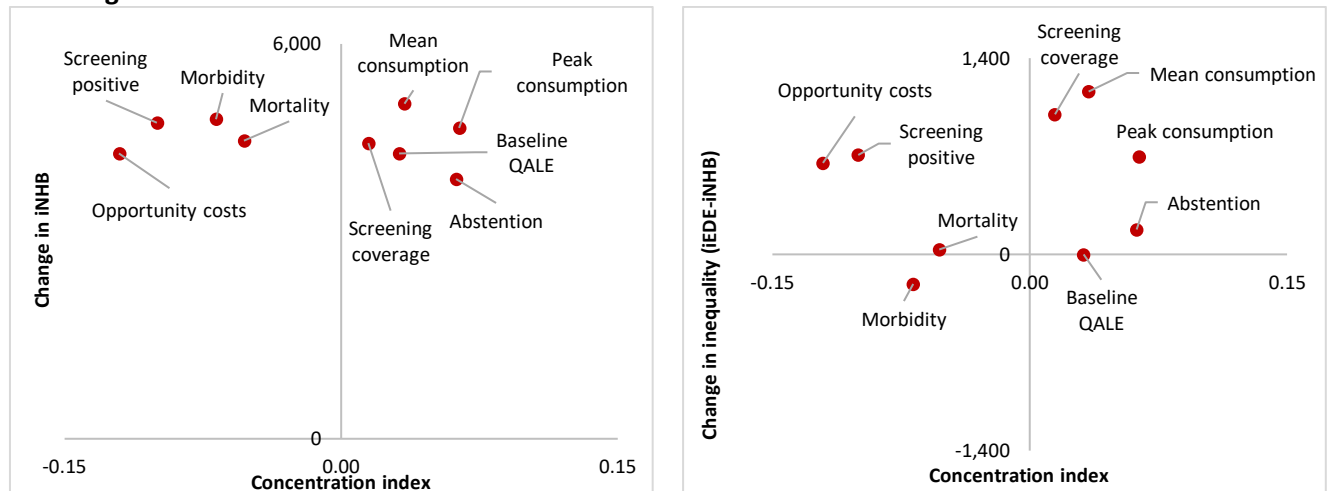 6,000
Mean
consumption
Peak
consumption
Screening
positive
Morbidity
Mortality
Baseline
QALE
Opportunity costs
Abstention
Screening
coverage
0
-0.15
0.00
0.15
Change in iNHB
Concentration index
Screening
coverage
1,400
Mean consumption
Opportunity costs
Screening
positive
Peak consumption
Mortality
Abstention
0
-0.15
0.00
0.15
Morbidity
Baseline
QALE
-1,400
Change in inequality (iEDE-iNHB)
Concentration index